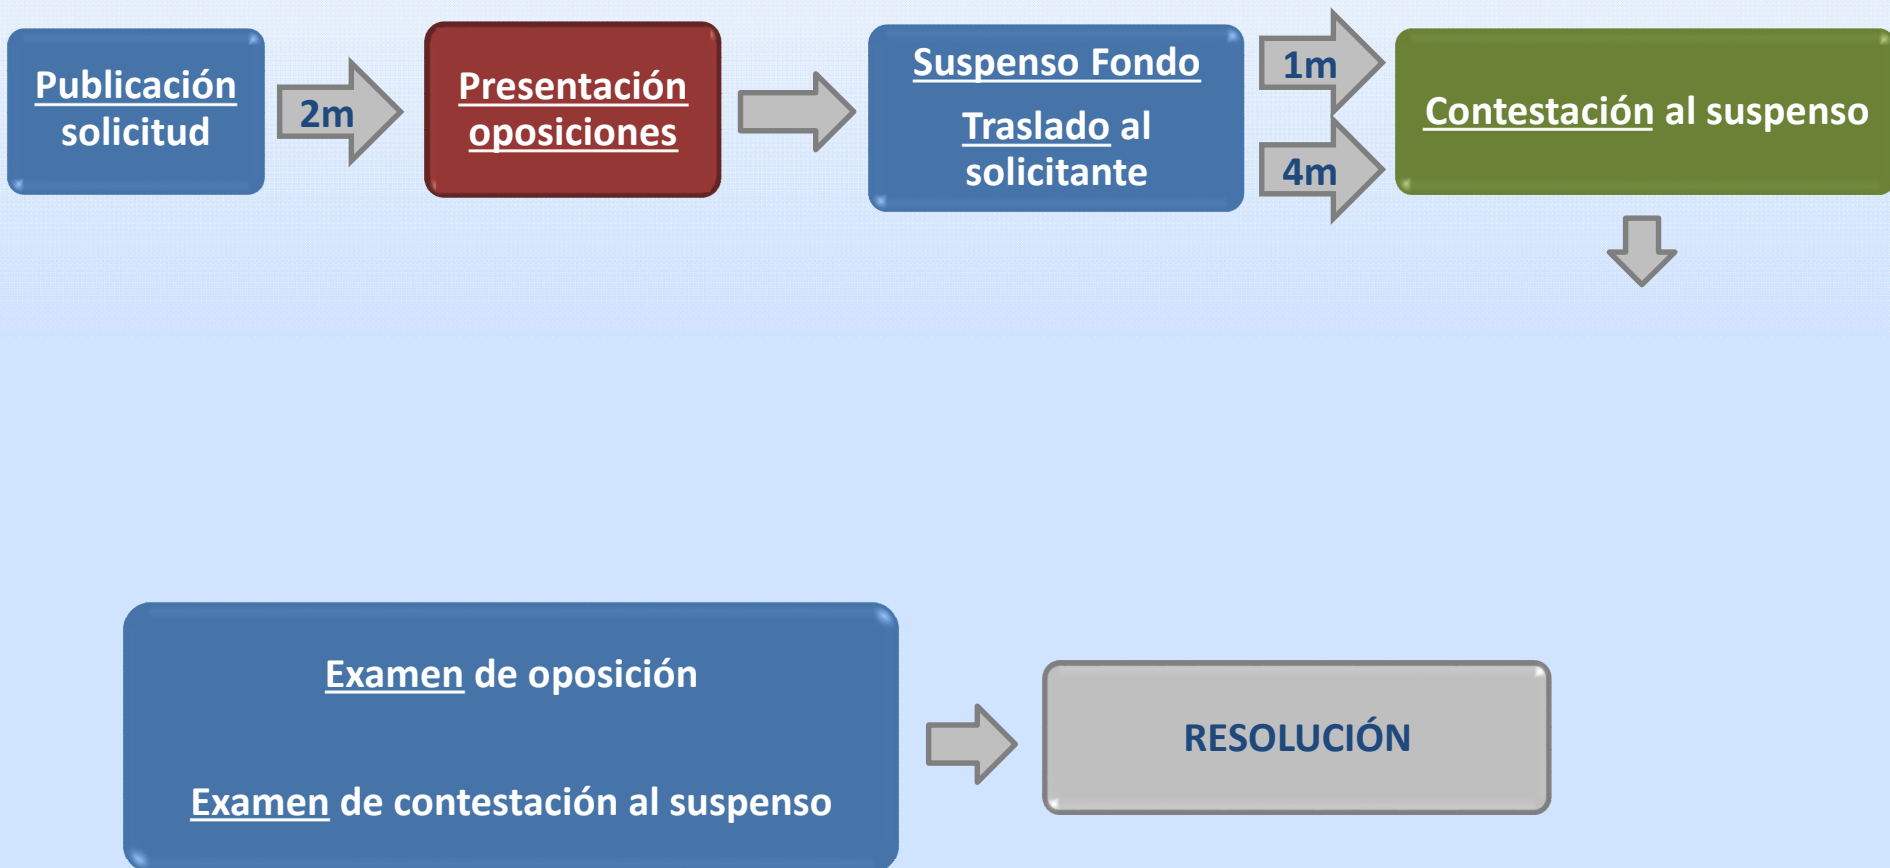 Publicación
solicitud
2m
Presentación
oposiciones
Suspenso Fondo
Traslado al
solicitante
1m
4m
Contestación al suspenso
Examen de oposición
Examen de contestación al suspenso
RESOLUCIÓN